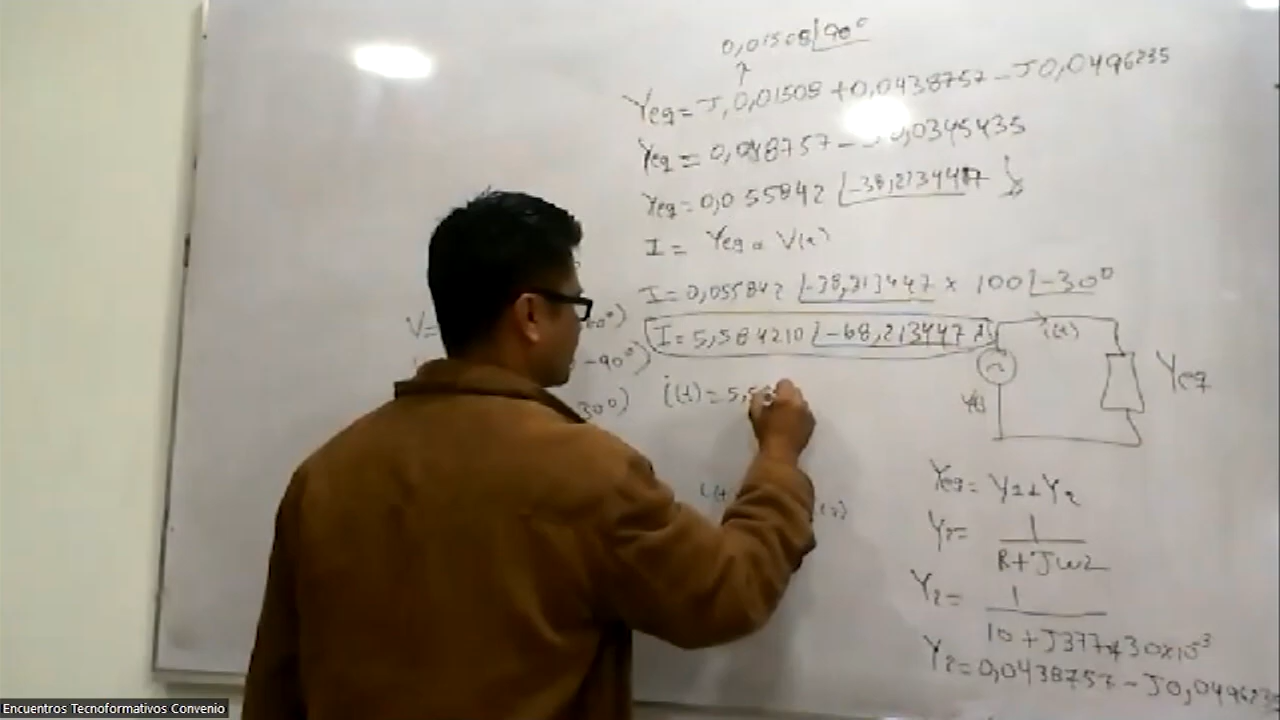 0,01508∠90°
Yeq = J,0,01508 + 0,0438757 - J0,0496235
Yeq = 0,048757 - 0,0345435
Yeq = 0,055842 ∠-38,213447
I = Yeq . V(t)
I = 0,055842 ∠-38,213447 x 100 ∠-30°
I = 5,584210 ∠-68,213447
i(t) = 5,5
V=
60°)
-90°)
30°)
i(t)
Yeq
Yeq = Y1+Y2
Y2= 1
R+JwL
Y2= 1
10+J377*30x10-3
Y2=0,0438757 - J0,0496235
Encuentros Tecnoformativos Convenio